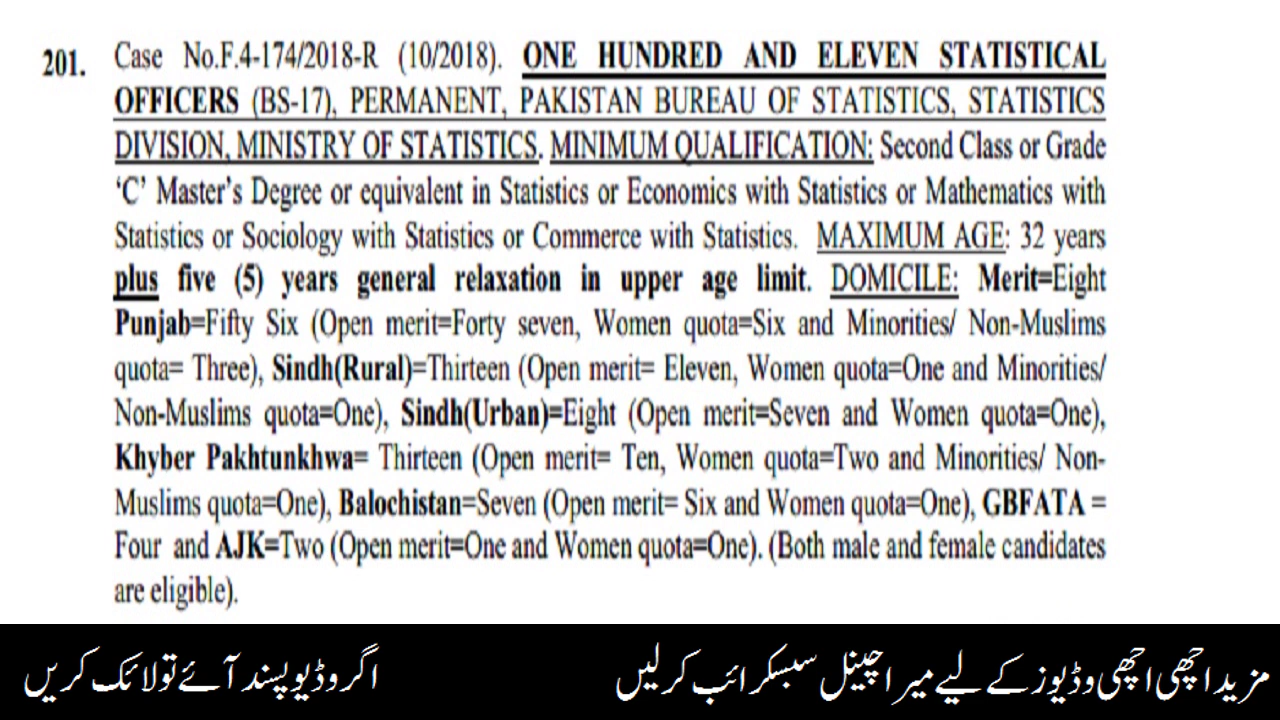 201. Case No.F.4-174/2018-R (10/2018). ONE HUNDRED AND ELEVEN STATISTICAL
OFFICERS (BS-17), PERMANENT, PAKISTAN BUREAU OF STATISTICS, STATISTICS
DIVISION, MINISTRY OF STATISTICS. MINIMUM QUALIFICATION: Second Class or Grade
‘C’ Master’s Degree or equivalent in Statistics or Economics with Statistics or Mathematics with
Statistics or Sociology with Statistics or Commerce with Statistics. MAXIMUM AGE: 32 years
plus five (5) years general relaxation in upper age limit. DOMICILE: Merit=Eight
Punjab=Fifty Six (Open merit=Forty seven, Women quota=Six and Minorities/ Non-Muslims
quota= Three), Sindh(Rural)=Thirteen (Open merit= Eleven, Women quota=One and Minorities/
Non-Muslims quota=One), Sindh(Urban)=Eight (Open merit=Seven and Women quota=One),
Khyber Pakhtunkhwa= Thirteen (Open merit= Ten, Women quota=Two and Minorities/ Non-
Muslims quota=One), Balochistan=Seven (Open merit= Six and Women quota=One), GBFATA =
Four and AJK=Two (Open merit=One and Women quota=One). (Both male and female candidates
are eligible).
مزید اچھی اچھی وڈیوز کے لیے میرا چینل سبسکرائب کر لیں
اگر وڈیو پسند آئے تو لائک کریں